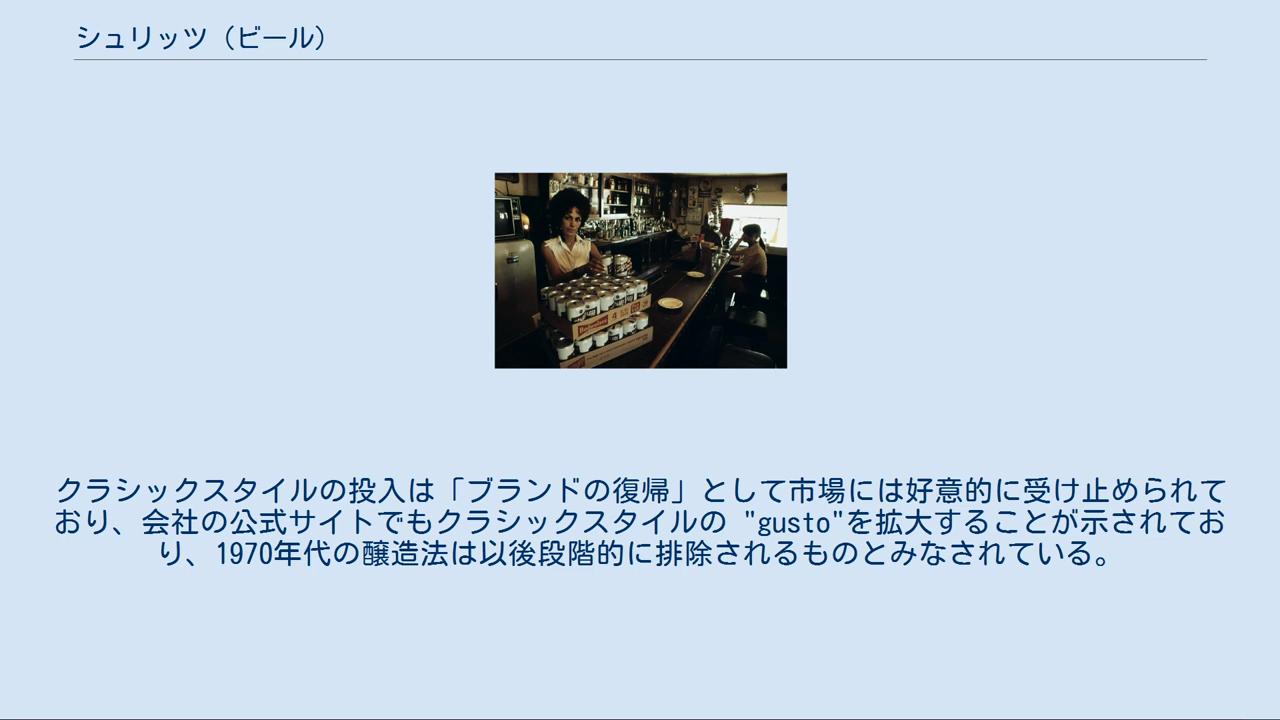 シュリッツ（ビール）
クラシックスタイルの投入は「ブランドの復帰」として市場には好意的に受け止められて
おり、会社の公式サイトでもクラシックスタイルの "gusto"を拡大することが示されてお
り、1970年代の醸造法は以後段階的に排除されるものとみなされている。